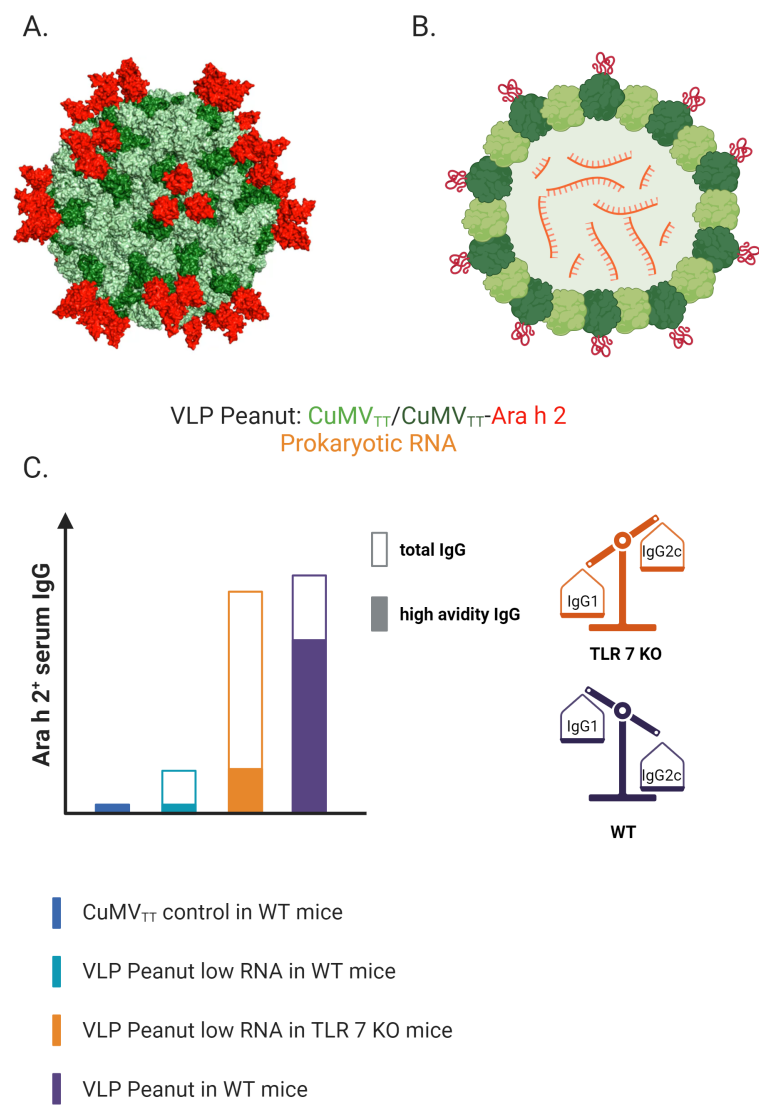 A.
B.
VLP Peanut: CuMVTT/CuMVTT-Ara h 2
Prokaryotic RNA
C.
Ara h 2+ serum IgG
total IgG
high avidity IgG
IgG1
IgG2c
TLR 7 KO
IgG1
IgG2c
WT
CuMVTT control in WT mice
VLP Peanut low RNA in WT mice
VLP Peanut low RNA in TLR 7 KO mice
VLP Peanut in WT mice